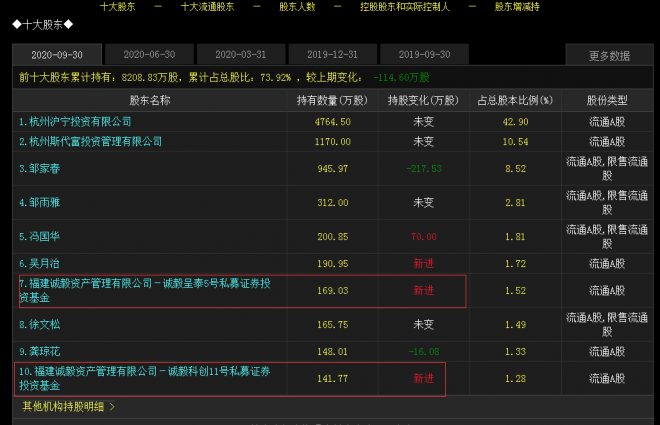 十大股东 — 十大流通股东 — 股东人数 — 控股股东和实际控制人 — 股东增减持
◆十大股东◆
2020-09-30 2020-06-30 2020-03-31 2019-12-31 2019-09-30 更多数据
前十大股东累计持有: 8208.83万股, 累计占总股比: 73.92% , 较上期变化: -114.60万股
股东名称 持有数量(万股) 持股变化(万股) 占总股本比例(%) 股份类型
1.杭州沪宁投资有限公司 4764.50 未变 42.90 流通A股
2.杭州斯代富投资管理有限公司 1170.00 未变 10.54 流通A股
3.邹家春 945.97 -217.53 8.52 流通A股,限售流通
股
4.邹雨雅 312.00 未变 2.81 流通A股,限售流通
股
5.冯国华 200.85 70.00 1.81 流通A股,限售流通
股
6.吴月治 190.95 新进 1.72 流通A股
7.福建诚毅资产管理有限公司-诚毅呈泰5号私募证券投
资基金 169.03 新进 1.52 流通A股
8.徐文松 165.75 未变 1.49 流通A股,限售流通
股
9.龚琼花 148.01 -16.08 1.33 流通A股
10.福建诚毅资产管理有限公司-诚毅科创11号私募证券
投资基金 141.77 新进 1.28 流通A股
其他机构持股明细 >